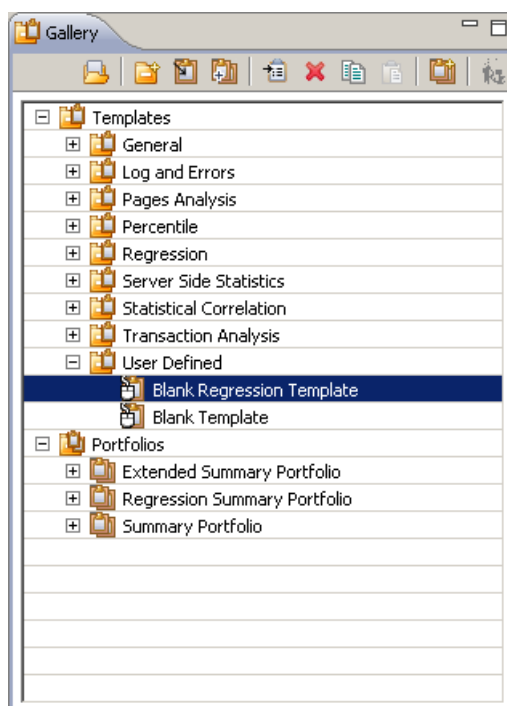 Gallery
Templates
General
Log and Errors
Pages Analysis
Percentile
Regression
Server Side Statistics
Statistical Correlation
Transaction Analysis
User Defined
Blank Regression Template
Blank Template
Portfolios
Extended Summary Portfolio
Regression Summary Portfolio
Summary Portfolio